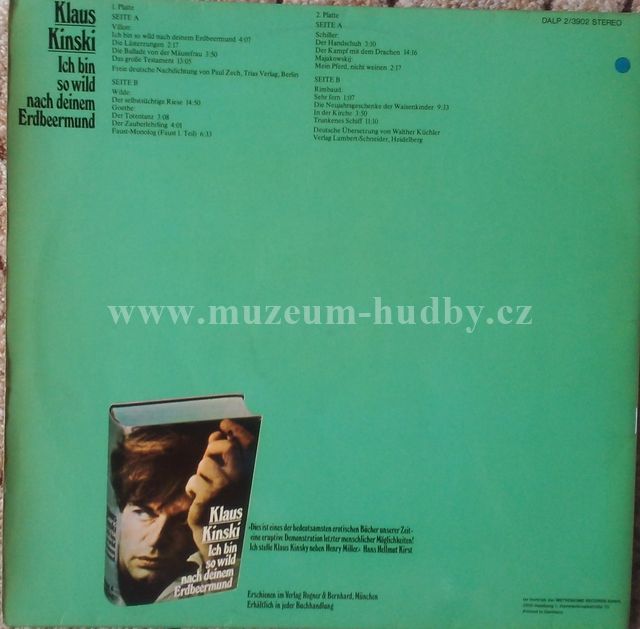 Klaus
Kinski
Ich bin
so wild
nach deinem
Erdbeermund
1. Platte
SEITE A
Villon:
Ich bin so wild nach deinem Erdbeermund 4:07
Die Lästerzungen 2:17
Die Ballade von der Mäusefrau 3:50
Das große Testament 13:05
Freie deutsche Nachdichtung von Paul Zech, Trias Verlag, Berlin
SEITE B
Wilde:
Der selbstsüchtige Riese 14:50
Goethe:
Der Totentanz 3:08
Der Zauberlehrling 4:01
Faust-Monolog (Faust I. Teil) 6:33
2. Platte
SEITE A
Schiller:
Der Handschuh 3:10
Der Kampf mit dem Drachen 14:16
Majakowskij:
Mein Pferd, nicht weinen 2:17
SEITE B
Rimbaud:
Sehr fern 1:07
Die Neujahrsgeschenke der Waisenkinder 9:33
In der Kirche 3:50
Trunkenes Schiff 11:10
Deutsche Übersetzung von Walther Küchler
Verlag Lambert-Schneider, Heidelberg
DALP 2/3902 STEREO
www.muzeum-hudby.cz
Klaus
Kinski
Ich bin
so wild
nach deinem
Erdbeermund
»Dies ist eines der bedeutsamsten erotischen Bücher unserer Zeit –
eine eruptive Demonstration letzter menschlicher Möglichkeiten!
Ich stelle Klaus Kinsky neben Henry Miller.« Hans Hellmut Kirst
Erschienen im Verlag Rogner & Bernhard, München
Erhältlich in jeder Buchhandlung